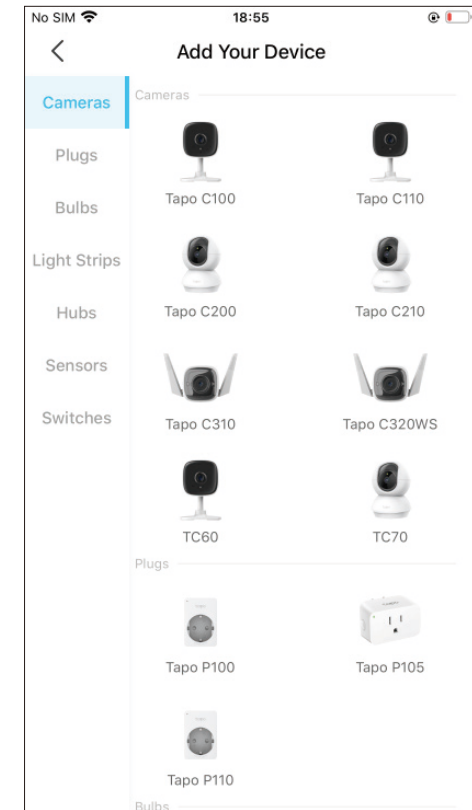 No SIM 18:55
Add Your Device
Cameras
Plugs
Bulbs
Light Strips
Hubs
Sensors
Switches
Cameras
Tapo C100 Tapo C110
Tapo C200 Tapo C210
Tapo C310 Tapo C320WS
TC60 TC70
Plugs
Tapo P100 Tapo P105
Tapo P110
Bulbs